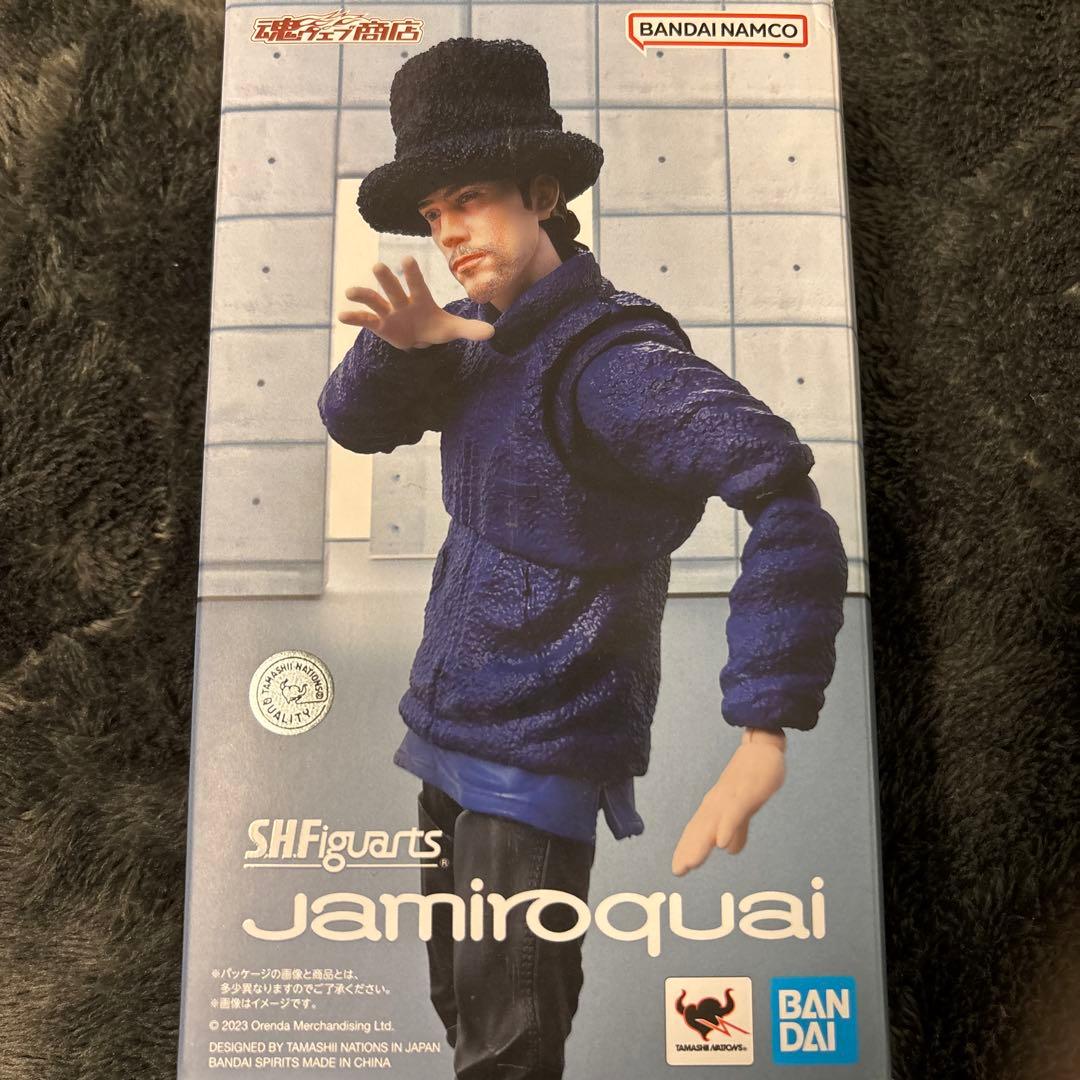 魂ウェブ商店
BANDAI NAMCO
TAMASHII NATIONS
QUALITY
S.H.Figuarts®
Jamiroquai
※パッケージの画像と商品とは、
多少異なりますのでご了承ください。
※画像はイメージです。
© 2023 Orenda Merchandising Ltd.
DESIGNED BY TAMASHII NATIONS IN JAPAN
BANDAI SPIRITS MADE IN CHINA
TAMASHII NATIONS®
BAN
DAI